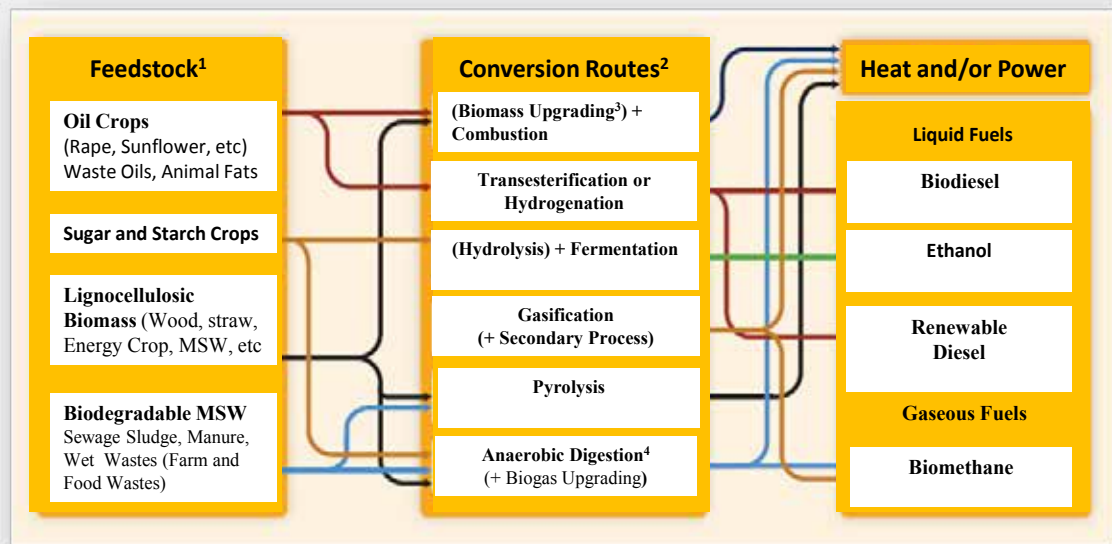 Feedstock¹
Oil Crops
(Rape, Sunflower, etc)
Waste Oils, Animal Fats
Sugar and Starch Crops
Lignocellulosic
Biomass (Wood, straw,
Energy Crop, MSW, etc
Biodegradable MSW
Sewage Sludge, Manure,
Wet Wastes (Farm and
Food Wastes)
Conversion Routes²
(Biomass Upgrading³) +
Combustion
Transesterification or
Hydrogenation
(Hydrolysis) + Fermentation
Gasification
(+ Secondary Process)
Pyrolysis
Anaerobic Digestion⁴
(+ Biogas Upgrading)
Heat and/or Power
Liquid Fuels
Biodiesel
Ethanol
Renewable
Diesel
Gaseous Fuels
Biomethane